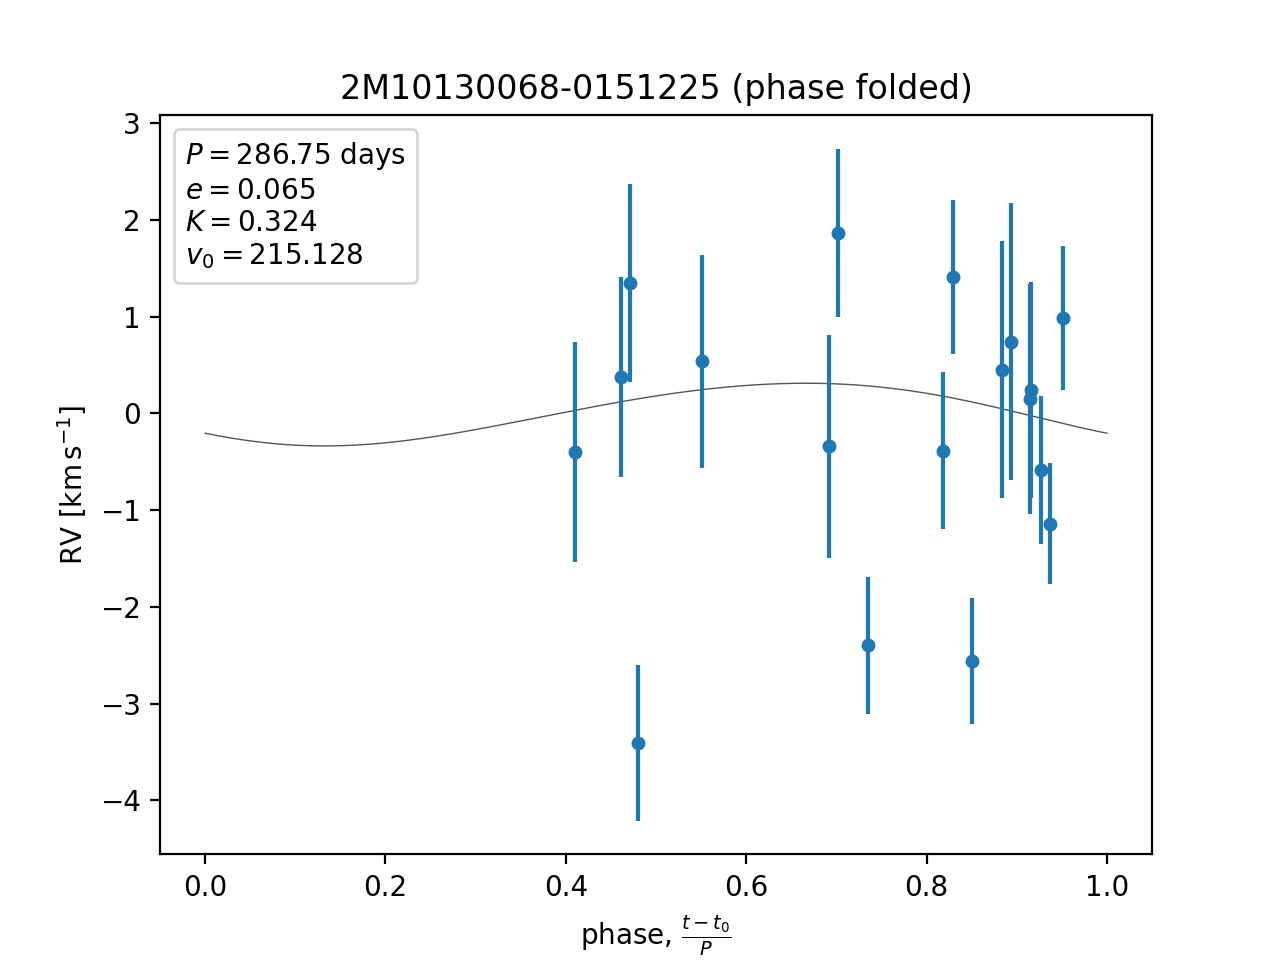 2M10130068-0151225 (phase folded)
P = 286.75 days
e = 0.065
K = 0.324
v₀ = 215.128
3
2
1
0
−1
−2
−3
−4
RV [km s⁻¹]
0.0 0.2 0.4 0.6 0.8 1.0
phase, (t − t₀)/P